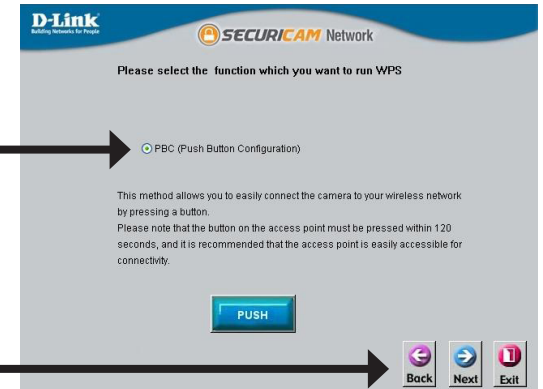 D-Link
Building Networks for People
SECURICAM Network
Please select the function which you want to run WPS
PBC (Push Button Configuration)
This method allows you to easily connect the camera to your wireless network
by pressing a button.
Please note that the button on the access point must be pressed within 120
seconds, and it is recommended that the access point is easily accessible for
connectivity.
PUSH
Back Next Exit